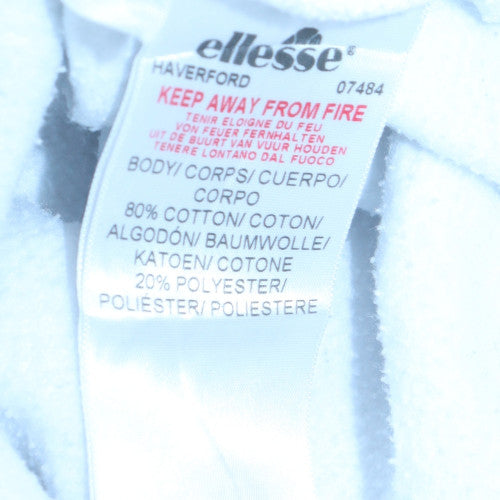 ellesse®
HAVERFORD 07484
KEEP AWAY FROM FIRE
TENIR ELOIGNE DU FEU
VON FEUER FERNHALTEN
UIT DE BUURT VAN VUUR HOUDEN
TENERE LONTANO DAL FUOCO
BODY/ CORPS/ CUERPO/
CORPO
80% COTTON/ COTON/
ALGODÓN/ BAUMWOLLE/
KATOEN/ COTONE
20% POLYESTER/
POLIÉSTER/ POLIESTERE